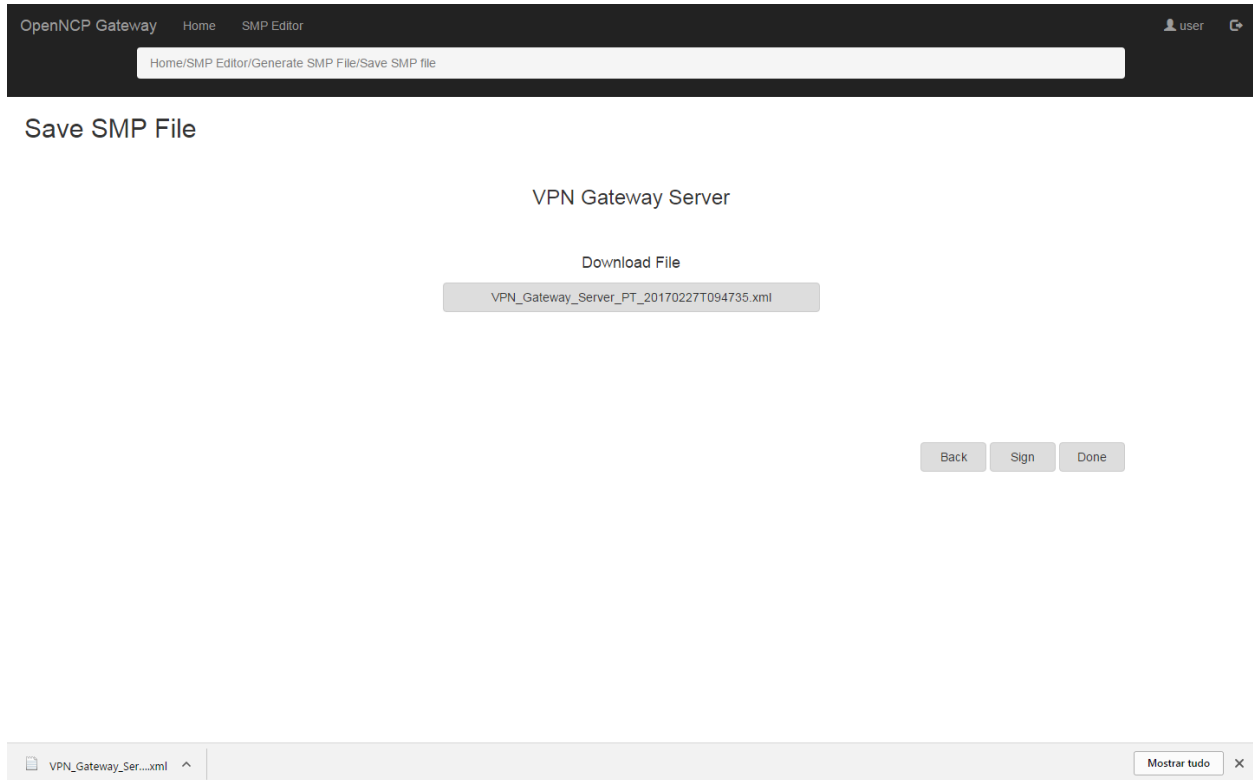 OpenNCP Gateway Home SMP Editor user
Home/SMP Editor/Generate SMP File/Save SMP file
Save SMP File
VPN Gateway Server
Download File
VPN_Gateway_Server_PT_20170227T094735.xml
Back Sign Done
VPN_Gateway_Ser....xml Mostrar tudo